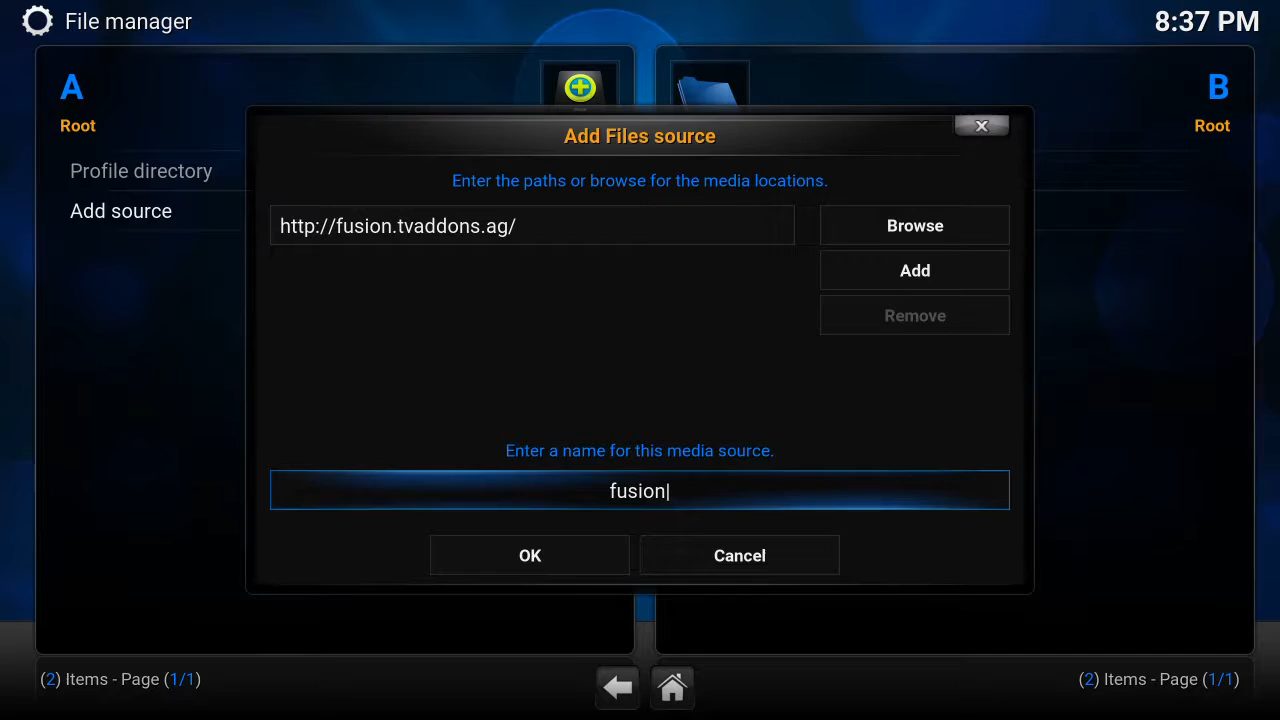 File manager
8:37 PM
A
B
Root
Root
Add Files source
x
Enter the paths or browse for the media locations.
Profile directory
Add source
http://fusion.tvaddons.ag/
Browse
Add
Remove
Enter a name for this media source.
fusion|
OK
Cancel
(2) Items - Page (1/1)
(2) Items - Page (1/1)